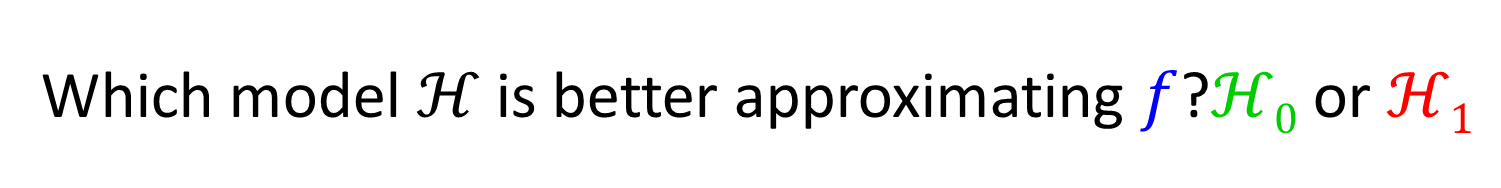 Which model ℋ is better approximating f?ℋ₀ or ℋ₁